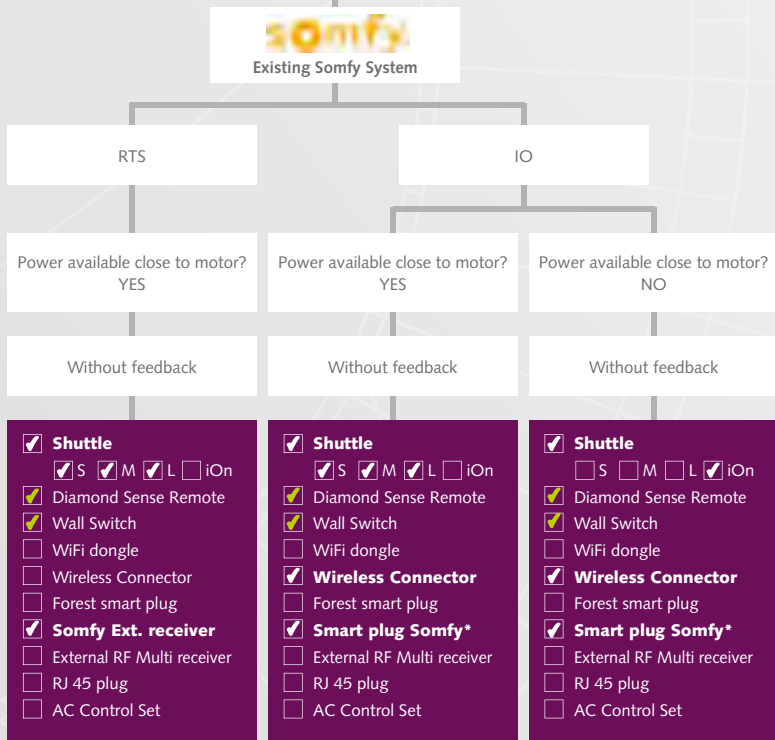 somfy.
Existing Somfy System
RTS
IO
Power available close to motor?
YES
Power available close to motor?
YES
Power available close to motor?
NO
Without feedback
Without feedback
Without feedback
Shuttle
S M L iOn
Diamond Sense Remote
Wall Switch
WiFi dongle
Wireless Connector
Forest smart plug
Somfy Ext. receiver
External RF Multi receiver
RJ 45 plug
AC Control Set
Shuttle
S M L iOn
Diamond Sense Remote
Wall Switch
WiFi dongle
Wireless Connector
Forest smart plug
Smart plug Somfy*
External RF Multi receiver
RJ 45 plug
AC Control Set
Shuttle
S M L iOn
Diamond Sense Remote
Wall Switch
WiFi dongle
Wireless Connector
Forest smart plug
Smart plug Somfy*
External RF Multi receiver
RJ 45 plug
AC Control Set